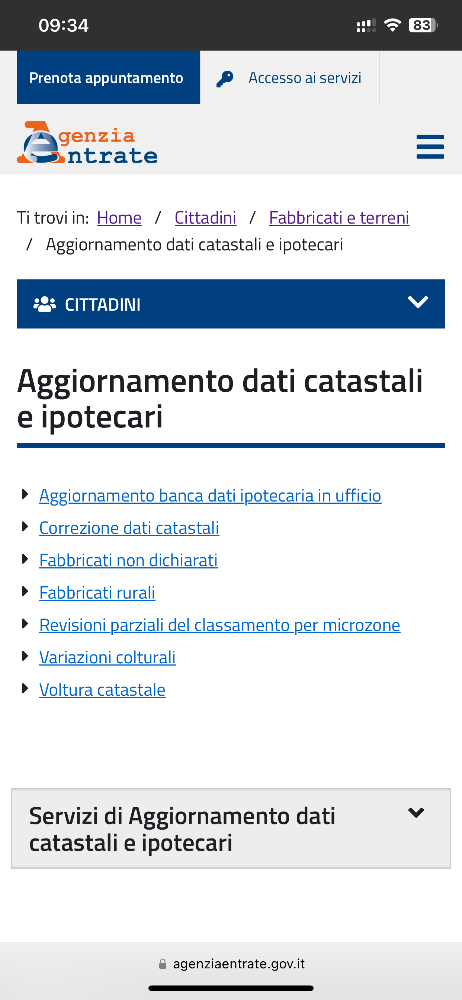 09:34
83
Prenota appuntamento
Accesso ai servizi
Agenzia
Entrate
Ti trovi in: Home / Cittadini / Fabbricati e terreni
/ Aggiornamento dati catastali e ipotecari
CITTADINI
Aggiornamento dati catastali
e ipotecari
Aggiornamento banca dati ipotecaria in ufficio
Correzione dati catastali
Fabbricati non dichiarati
Fabbricati rurali
Revisioni parziali del classamento per microzone
Variazioni colturali
Voltura catastale
Servizi di Aggiornamento dati
catastali e ipotecari
agenziaentrate.gov.it